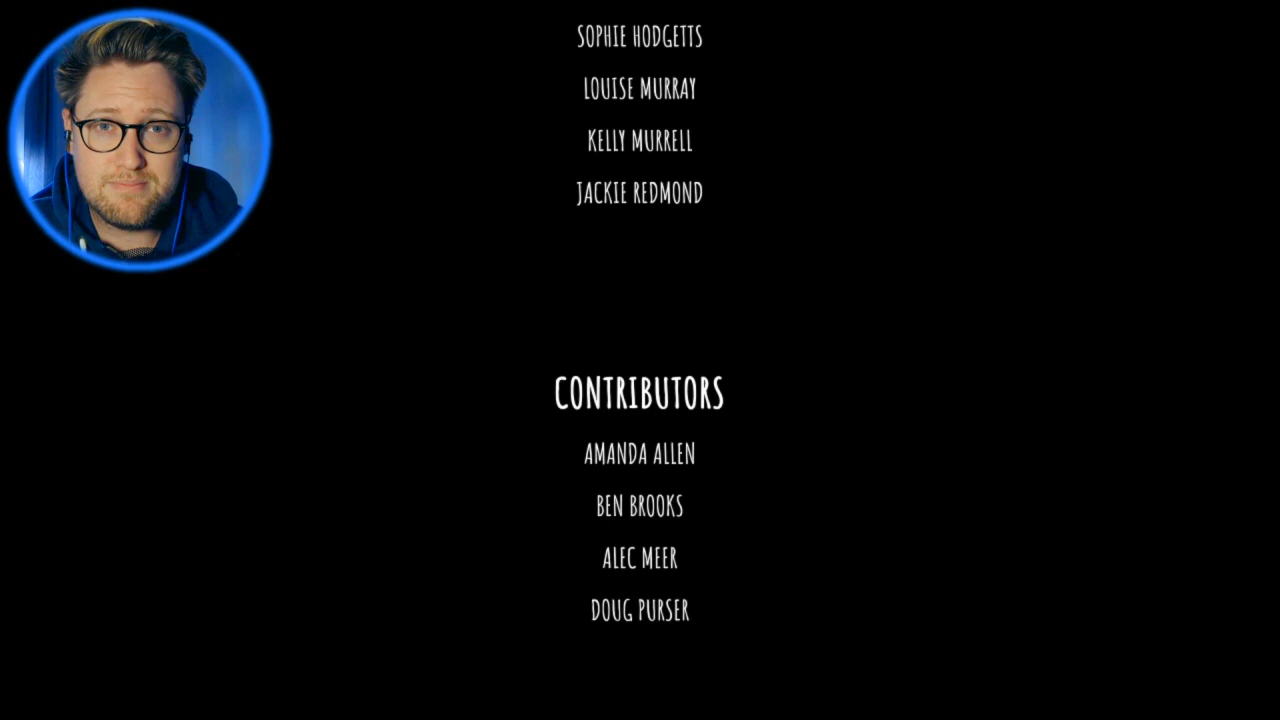 SOPHIE HODGETTS
LOUISE MURRAY
KELLY MURRELL
JACKIE REDMOND
CONTRIBUTORS
AMANDA ALLEN
BEN BROOKS
ALEC MEER
DOUG PURSER